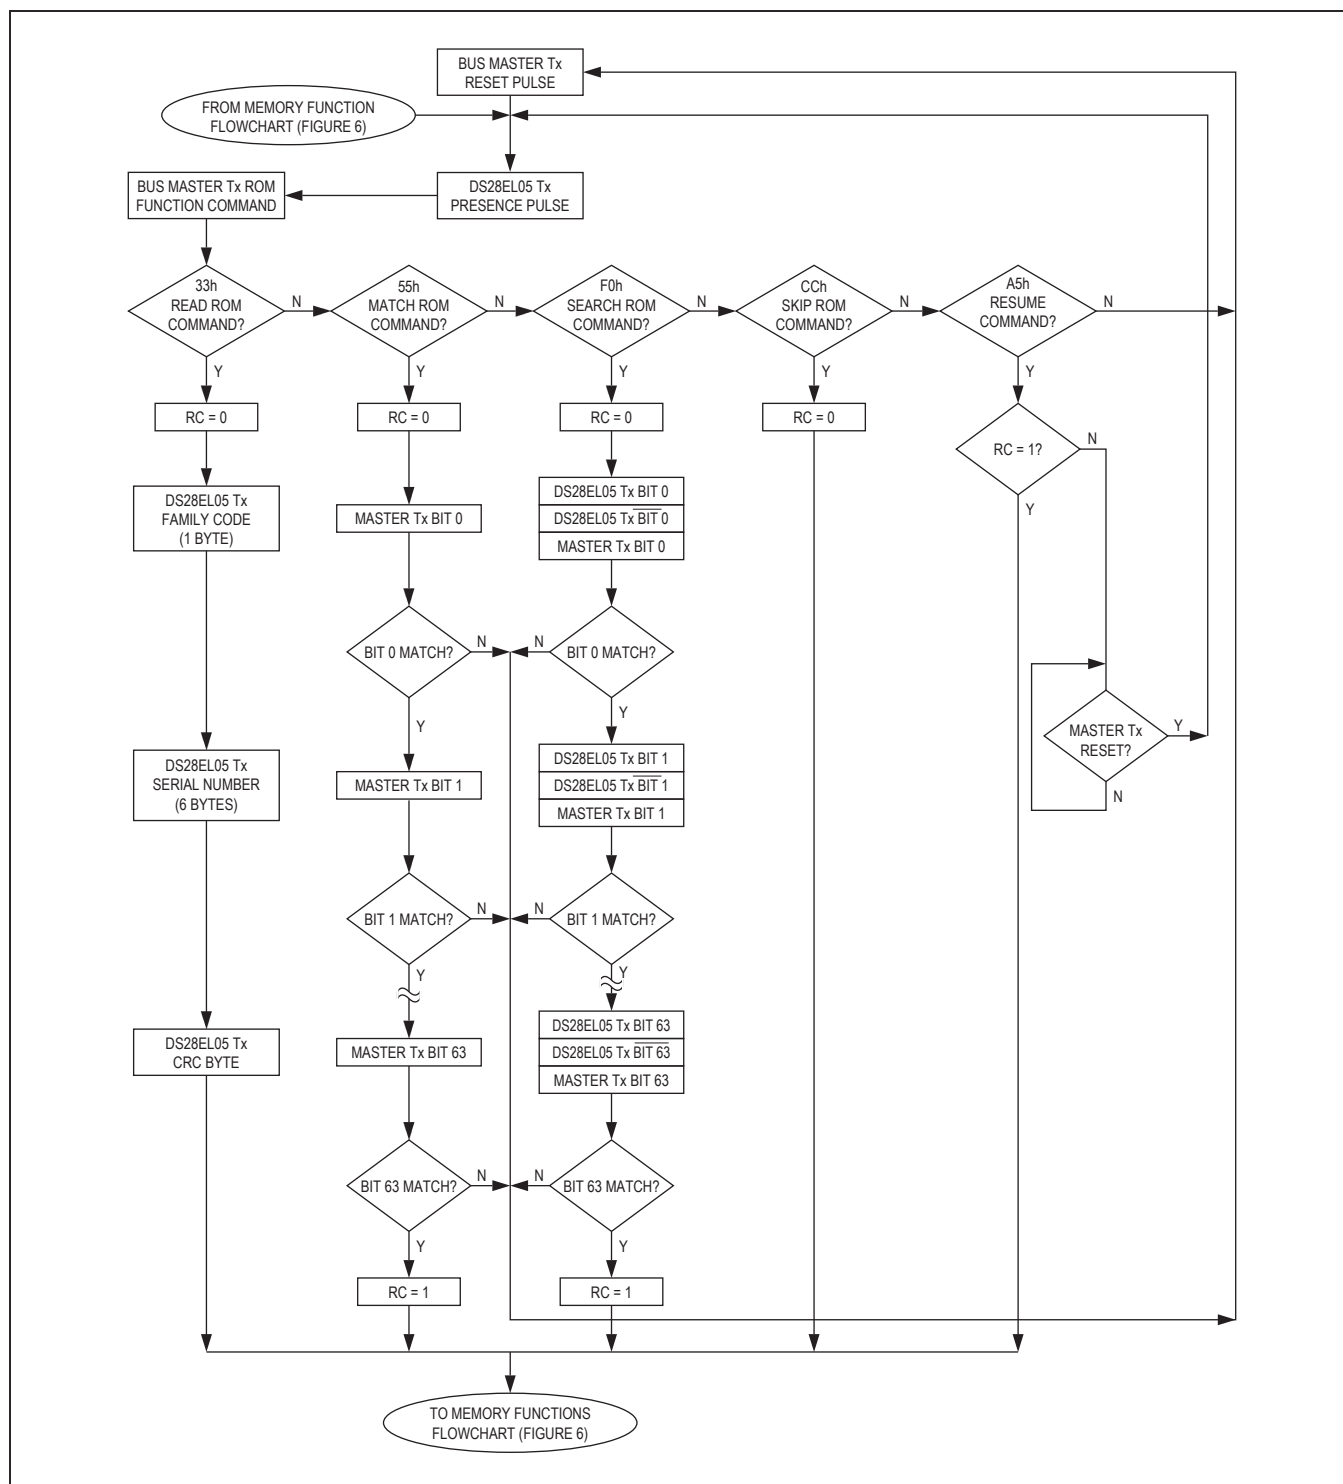 BUS MASTER Tx
RESET PULSE
FROM MEMORY FUNCTION
FLOWCHART (FIGURE 6)
BUS MASTER Tx ROM
FUNCTION COMMAND
DS28EL05 Tx
PRESENCE PULSE
33h
READ ROM
COMMAND?
N
Y
55h
MATCH ROM
COMMAND?
N
Y
F0h
SEARCH ROM
COMMAND?
N
Y
CCh
SKIP ROM
COMMAND?
N
Y
A5h
RESUME
COMMAND?
N
Y
RC = 0
RC = 0
RC = 0
RC = 0
RC = 1?
N
Y
DS28EL05 Tx
FAMILY CODE
(1 BYTE)
MASTER Tx BIT 0
DS28EL05 Tx BIT 0
DS28EL05 Tx B̅I̅T̅ ̅0̅
MASTER Tx BIT 0
BIT 0 MATCH?
N
Y
N
BIT 0 MATCH?
Y
MASTER Tx
RESET?
Y
N
DS28EL05 Tx
SERIAL NUMBER
(6 BYTES)
MASTER Tx BIT 1
DS28EL05 Tx BIT 1
DS28EL05 Tx B̅I̅T̅ ̅1̅
MASTER Tx BIT 1
BIT 1 MATCH?
N
Y
N
BIT 1 MATCH?
Y
DS28EL05 Tx
CRC BYTE
MASTER Tx BIT 63
DS28EL05 Tx BIT 63
DS28EL05 Tx B̅I̅T̅ ̅6̅3̅
MASTER Tx BIT 63
BIT 63 MATCH?
N
Y
N
BIT 63 MATCH?
Y
RC = 1
RC = 1
TO MEMORY FUNCTIONS
FLOWCHART (FIGURE 6)